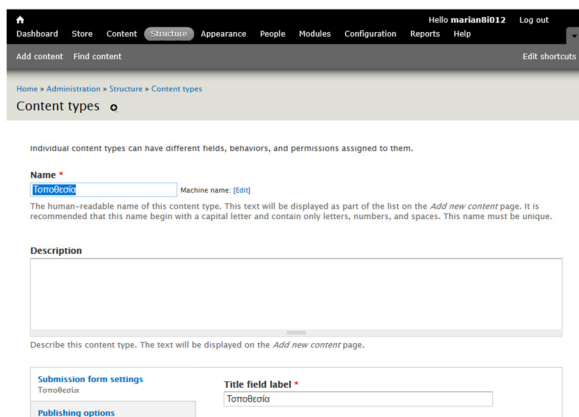 Hello marian8i012 Log out
Dashboard Store Content Structure Appearance People Modules Configuration Reports Help
Add content Find content Edit shortcuts
Home » Administration » Structure » Content types
Content types
Individual content types can have different fields, behaviors, and permissions assigned to them.
Name *
Τοποθεσία Machine name: [Edit]
The human-readable name of this content type. This text will be displayed as part of the list on the Add new content page. It is
recommended that this name begin with a capital letter and contain only letters, numbers, and spaces. This name must be unique.
Description
Describe this content type. The text will be displayed on the Add new content page.
Submission form settings
Τοποθεσία
Title field label *
Τοποθεσία
Publishing options